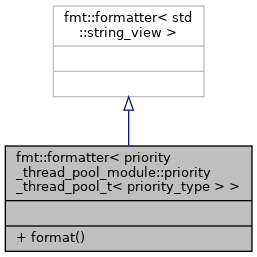 fmt::formatter< std
::string_view >
fmt::formatter< priority
_thread_pool_module::priority
_thread_pool_t< priority_type > >
+ format()